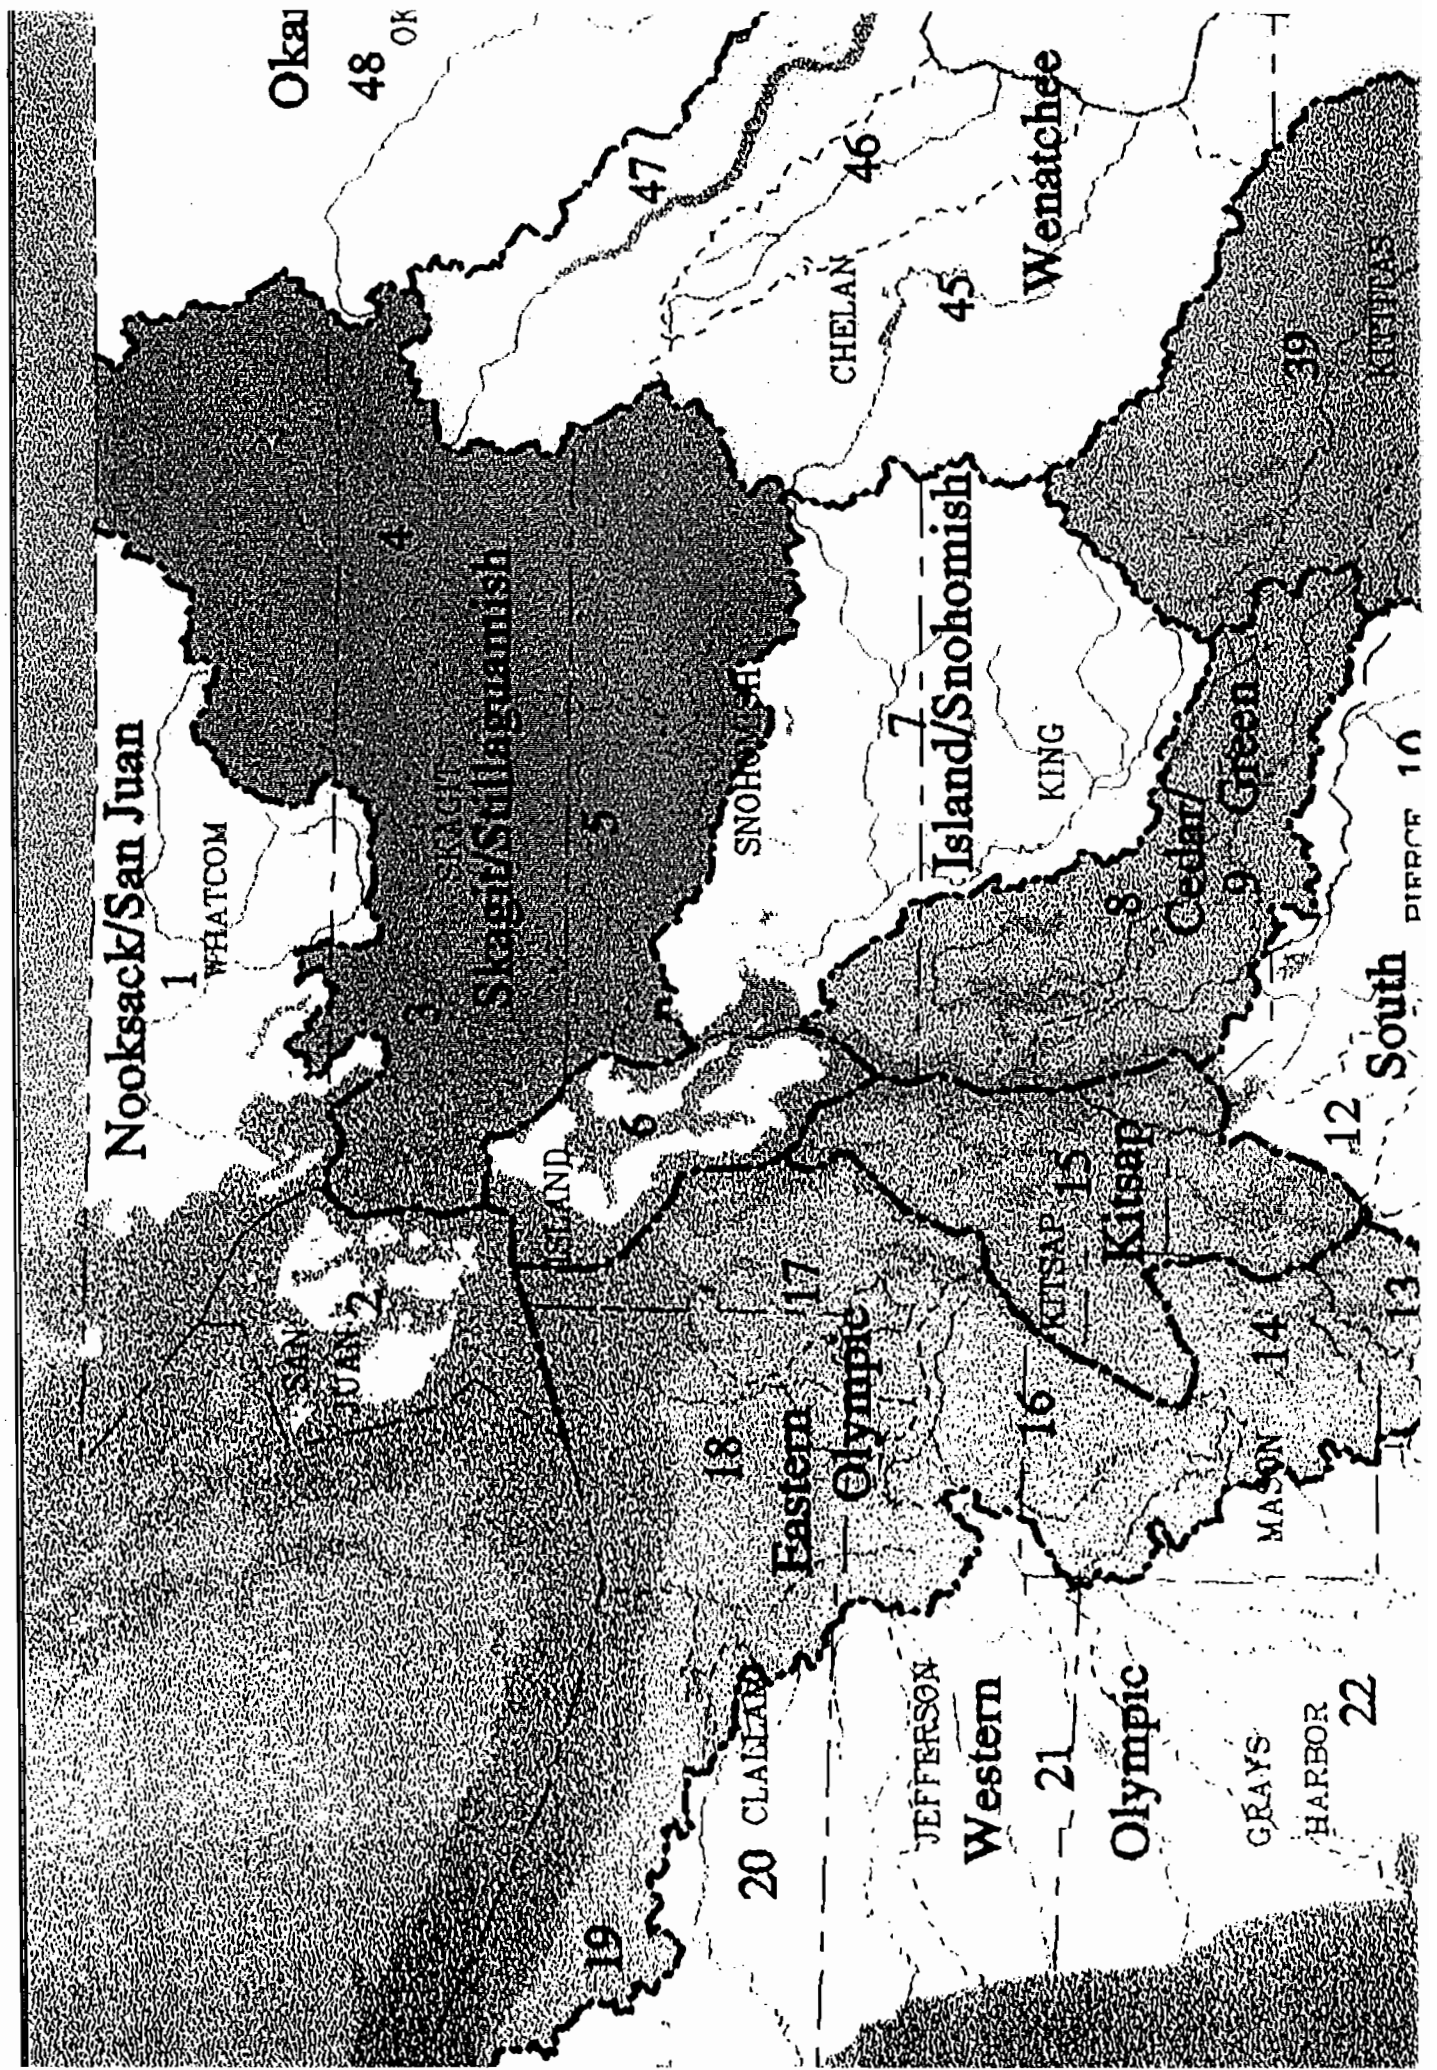 Nooksack/San Juan
1
WHATCOM
Okai
48
OK
SAN
JUAN
2
3
4
SKAGIT
Skagit/Stillaguamish
5
47
ISLAND
6
19
18
17
20
CLALLAM
Eastern
Olympic
SNOHOMISH
7
Island/Snohomish
KING
CHELAN
46
45
Wenatchee
JEFFERSON
Western
21
Olympic
16
KITSAP
15
Kitsap
8
Cedar/
9
Green
39
KITTITAS
GRAYS
HARBOR
22
MASON
14
13
12
South
PIERCE
10